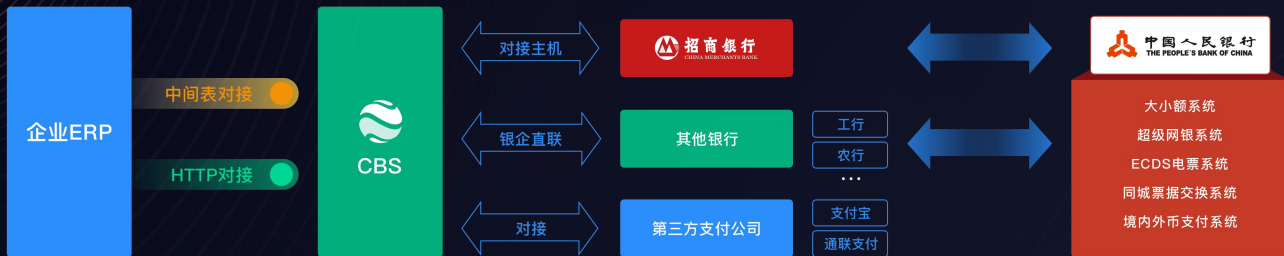 企业ERP
中间表对接
HTTP对接
CBS
对接主机
银企直联
对接
招商银行
CHINA MERCHANTS BANK
其他银行
工行
农行
...
第三方支付公司
支付宝
通联支付
中国人民银行
THE PEOPLE'S BANK OF CHINA
大小额系统
超级网银系统
ECDS电票系统
同城票据交换系统
境内外币支付系统